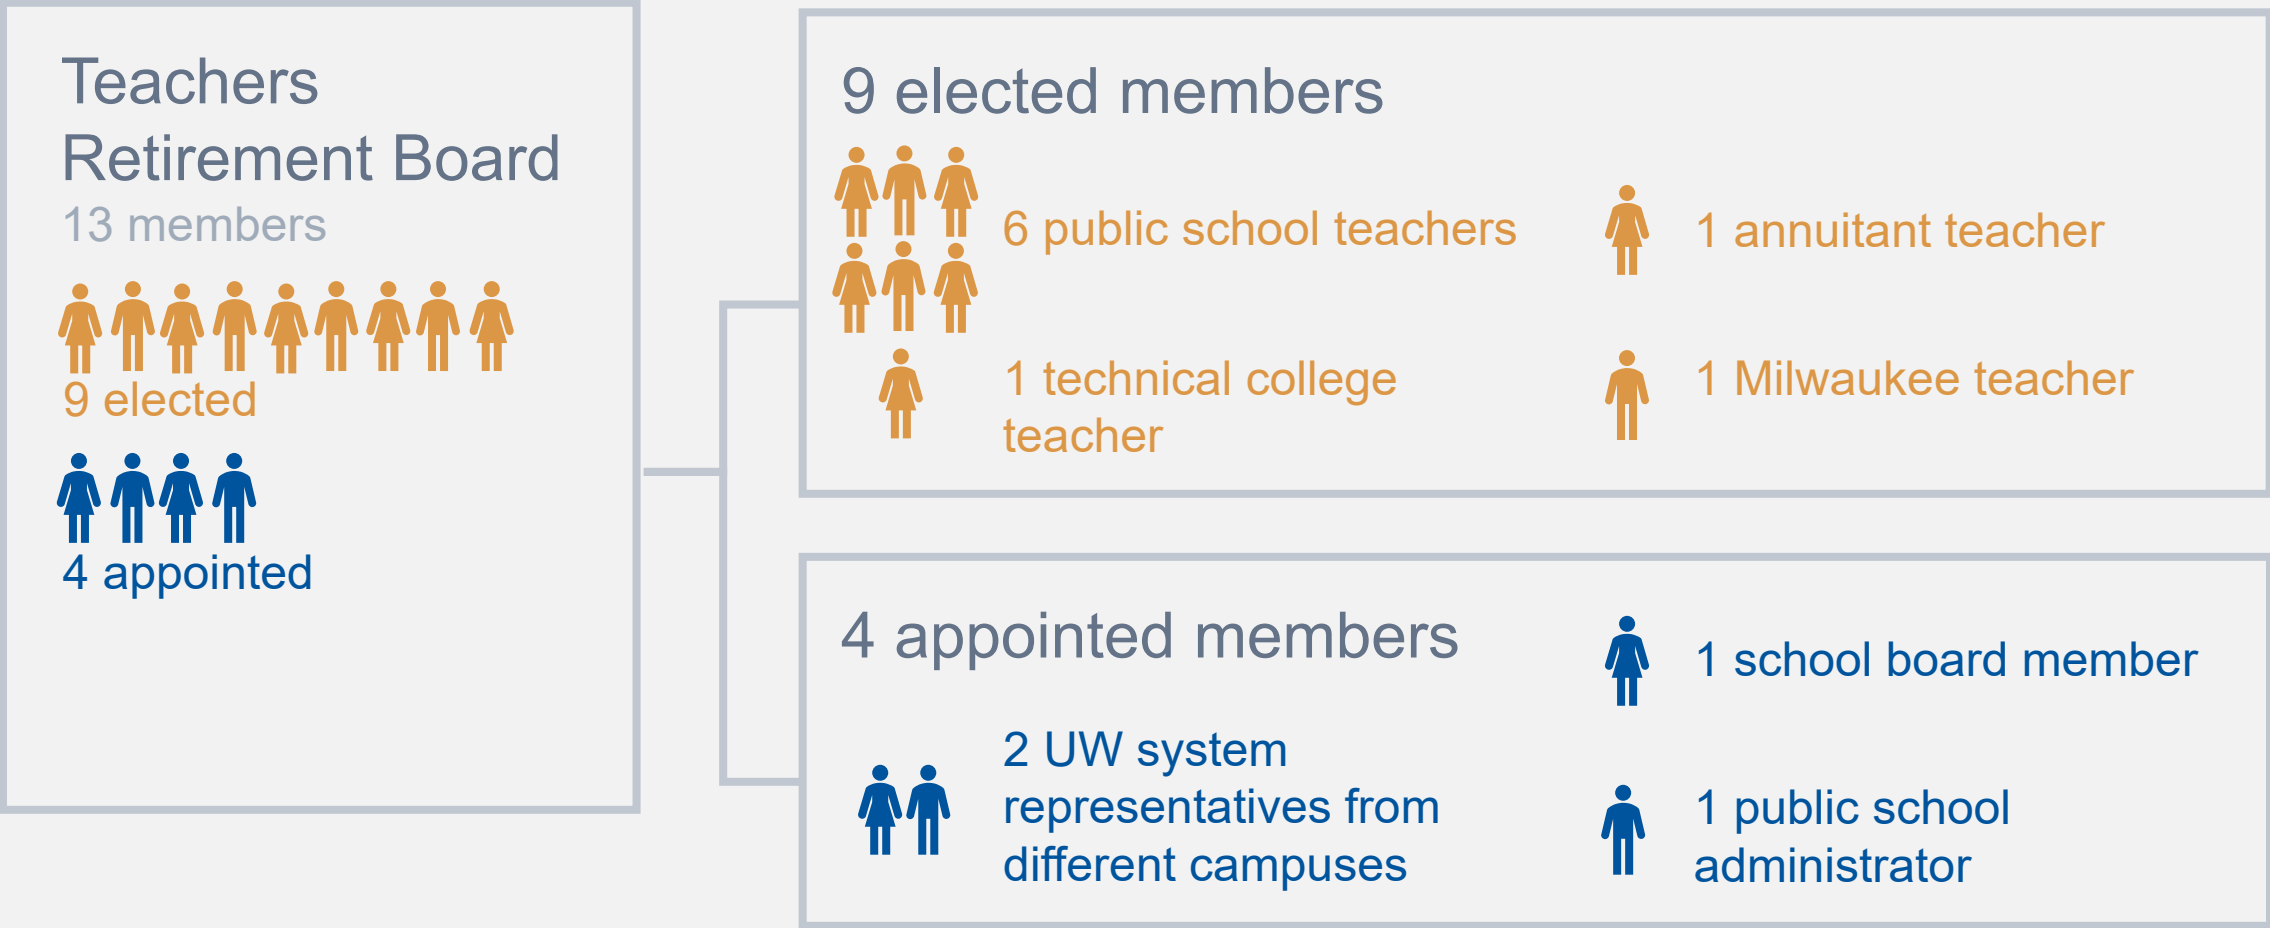 Teachers
Retirement Board
13 members
9 elected
4 appointed
9 elected members
6 public school teachers
1 annuitant teacher
1 technical college
teacher
1 Milwaukee teacher
4 appointed members
2 UW system
representatives from
different campuses
1 school board member
1 public school
administrator